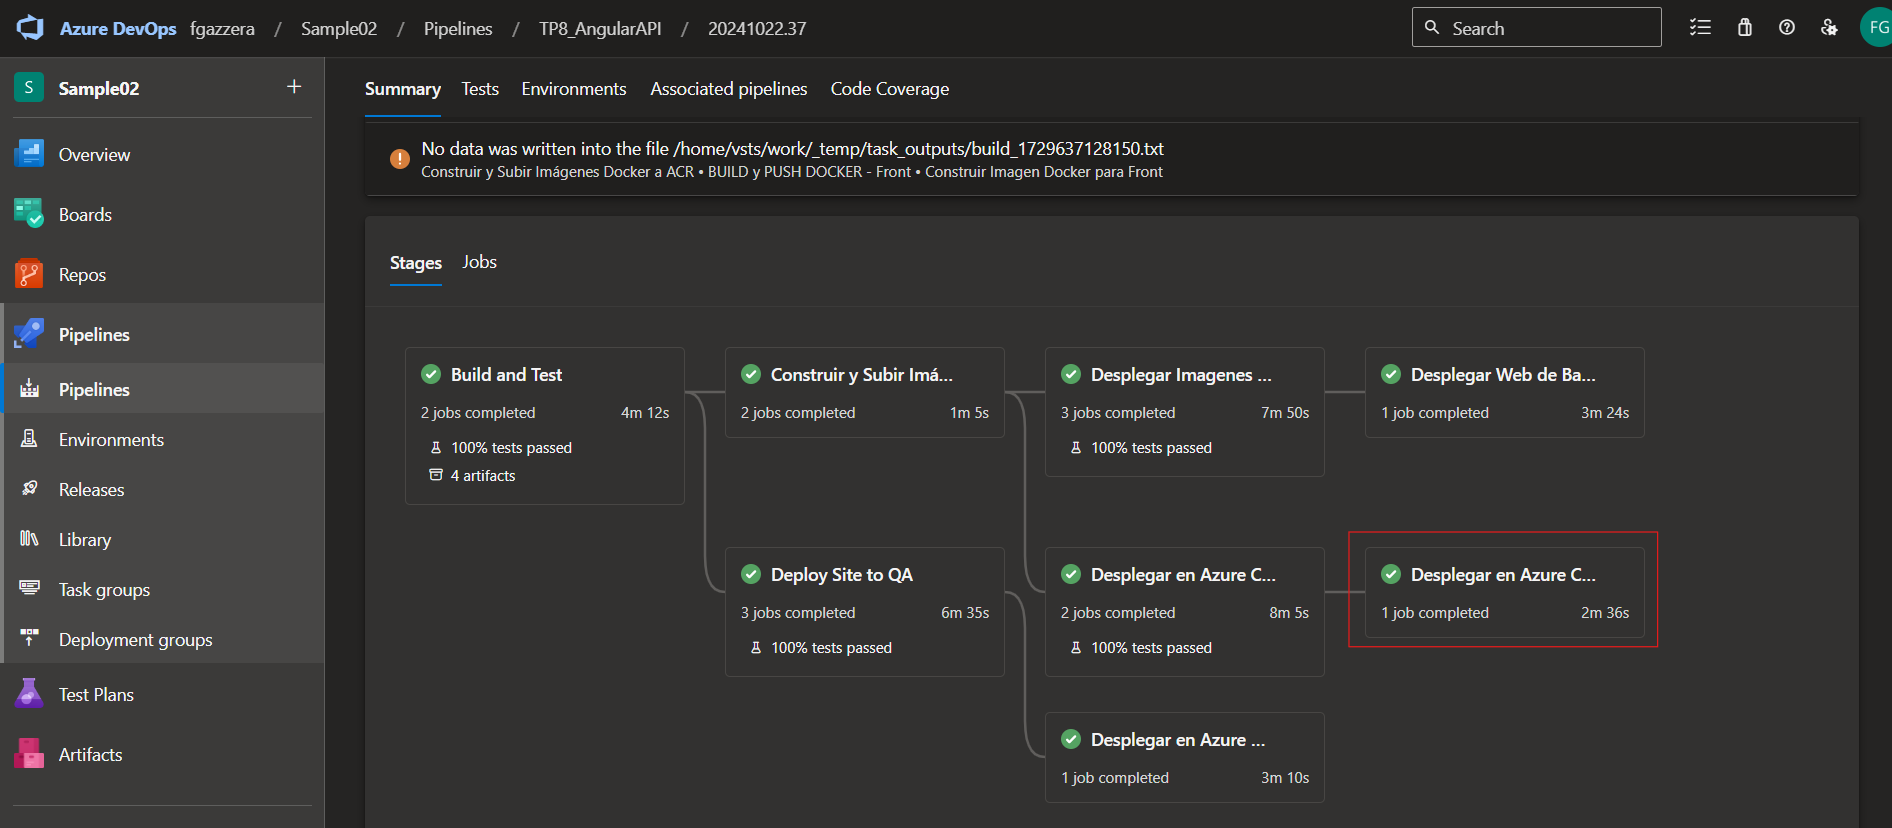 Azure DevOps fgazzera / Sample02 / Pipelines / TP8_AngularAPI / 20241022.37
Search
FG
S Sample02 +
Overview
Boards
Repos
Pipelines
Pipelines
Environments
Releases
Library
Task groups
Deployment groups
Test Plans
Artifacts
Summary Tests Environments Associated pipelines Code Coverage
No data was written into the file /home/vsts/work/_temp/task_outputs/build_1729637128150.txt
Construir y Subir Imágenes Docker a ACR • BUILD y PUSH DOCKER - Front • Construir Imagen Docker para Front
Stages Jobs
Build and Test
2 jobs completed 4m 12s
100% tests passed
4 artifacts
Construir y Subir Imá...
2 jobs completed 1m 5s
Desplegar Imagenes ...
3 jobs completed 7m 50s
100% tests passed
Desplegar Web de Ba...
1 job completed 3m 24s
Deploy Site to QA
3 jobs completed 6m 35s
100% tests passed
Desplegar en Azure C...
2 jobs completed 8m 5s
100% tests passed
Desplegar en Azure C...
1 job completed 2m 36s
Desplegar en Azure ...
1 job completed 3m 10s